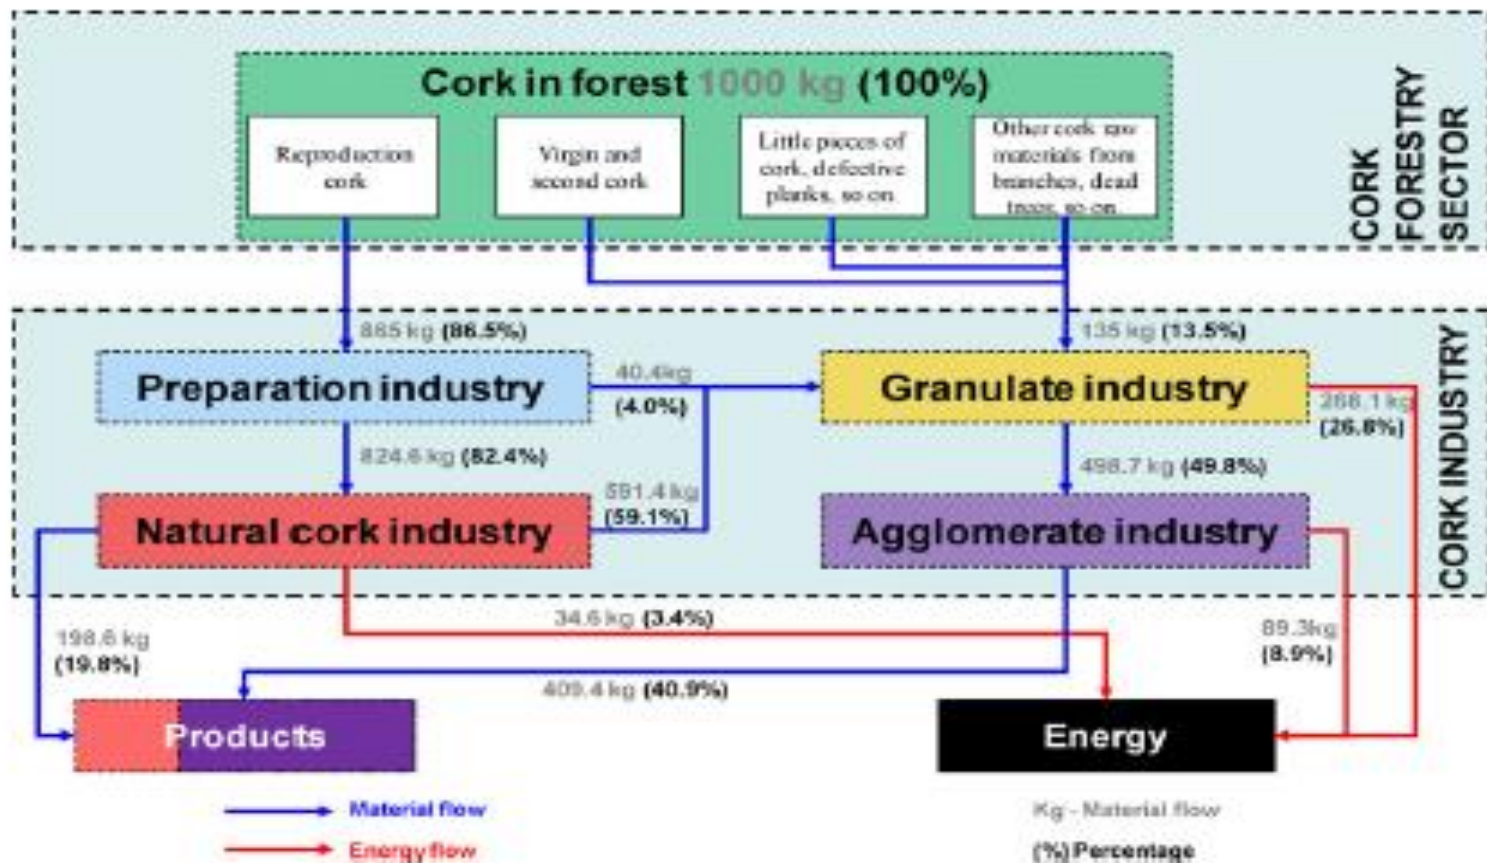 Cork in forest 1000 kg (100%)
Reproduction
cork
Virgin and
second cork
Little pieces of
cork, defective
planks, so on.
Other cork raw
materials from
branches, dead
trees, so on.
CORK
FORESTRY
SECTOR
865 kg (86.5%)
135 kg (13.5%)
Preparation industry
40.4kg
(4.0%)
Granulate industry
268.1 kg
(26.8%)
824.6 kg (82.4%)
498.7 kg (49.8%)
591.4 kg
(59.1%)
Natural cork industry
Agglomerate industry
CORK INDUSTRY
34.6 kg (3.4%)
198.6 kg
(19.8%)
89.3kg
(8.9%)
409.4 kg (40.9%)
Products
Energy
Material flow
Kg - Material flow
Energy flow
(%) Percentage